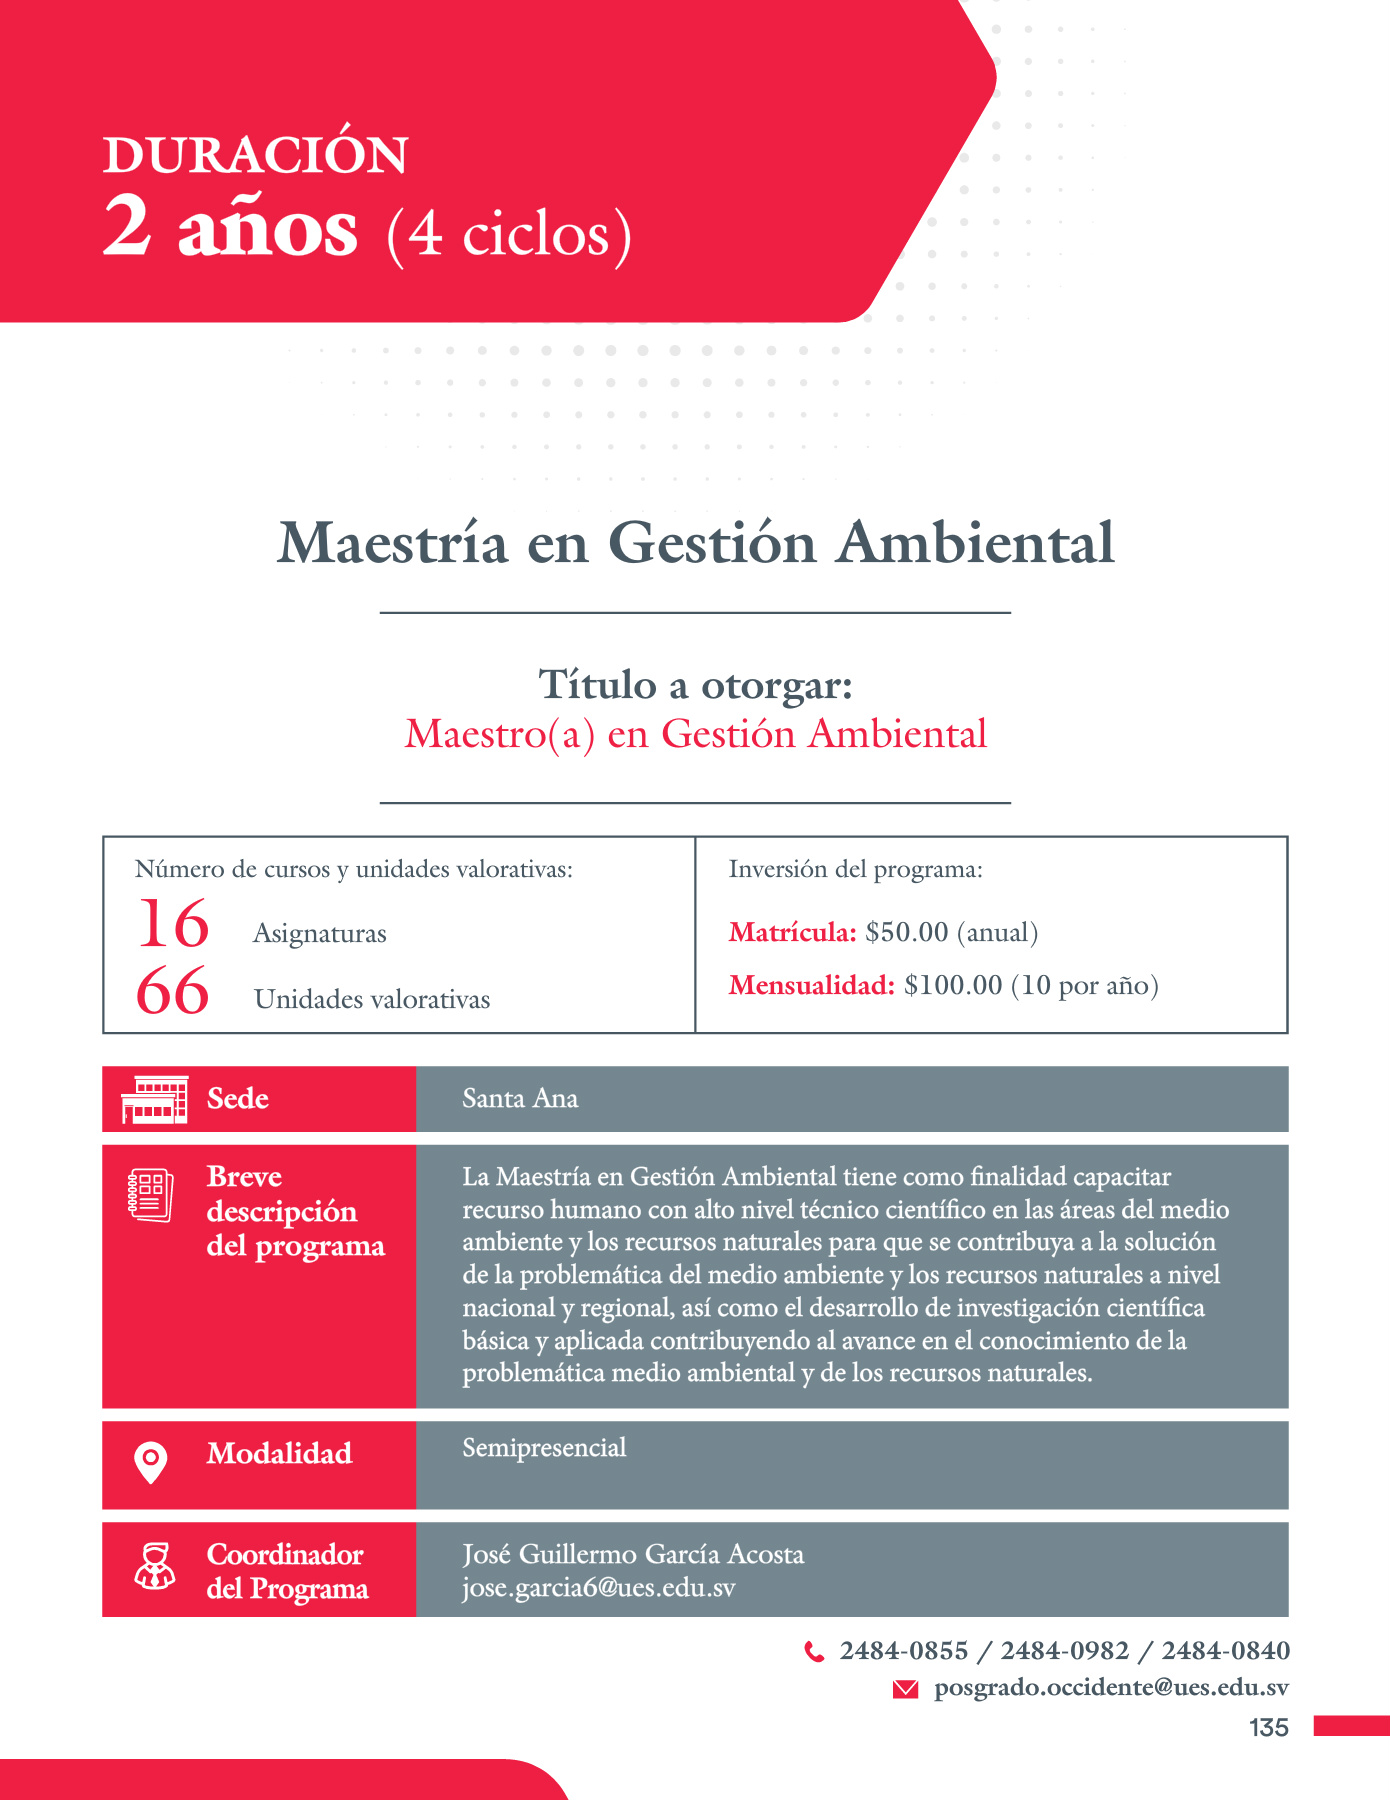 DURACIÓN
2 años (4 ciclos)
Maestría en Gestión Ambiental
Título a otorgar:
Maestro(a) en Gestión Ambiental
Número de cursos y unidades valorativas:
16 Asignaturas
66 Unidades valorativas
Inversión del programa:
Matrícula: $50.00 (anual)
Mensualidad: $100.00 (10 por año)
Sede
Santa Ana
Breve
descripción
del programa
La Maestría en Gestión Ambiental tiene como finalidad capacitar
recurso humano con alto nivel técnico científico en las áreas del medio
ambiente y los recursos naturales para que se contribuya a la solución
de la problemática del medio ambiente y los recursos naturales a nivel
nacional y regional, así como el desarrollo de investigación científica
básica y aplicada contribuyendo al avance en el conocimiento de la
problemática medio ambiental y de los recursos naturales.
Modalidad
Semipresencial
Coordinador
del Programa
José Guillermo García Acosta
jose.garcia6@ues.edu.sv
2484-0855 / 2484-0982 / 2484-0840
posgrado.occidente@ues.edu.sv
135